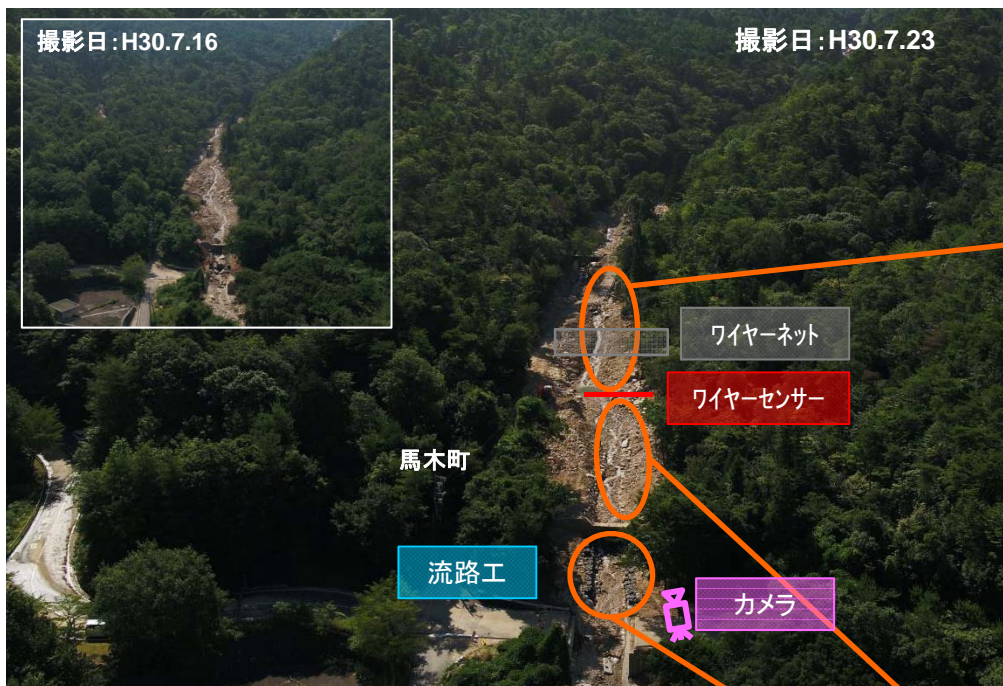 撮影日:H30.7.16
撮影日:H30.7.23
ワイヤーネット
ワイヤーセンサー
馬木町
流路工
カメラ